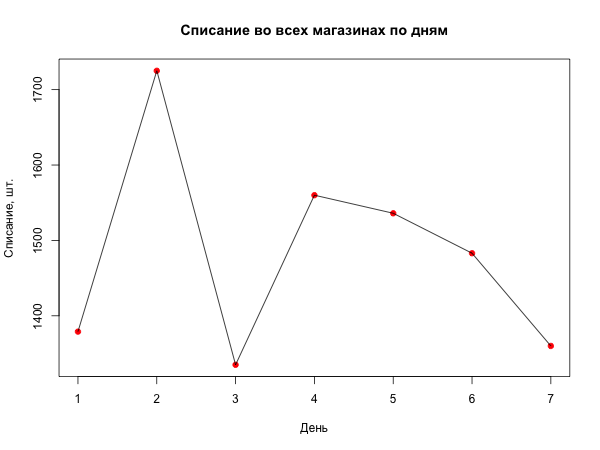 Списание во всех магазинах по дням
Списание, шт.
1700
1600
1500
1400
1 2 3 4 5 6 7
День